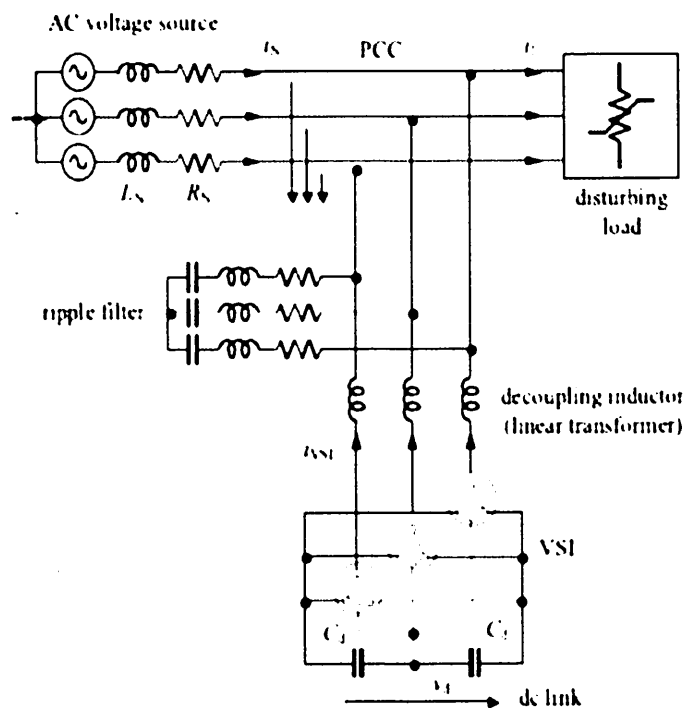 AC voltage source
PCC
disturbing
load
ripple filter
decoupling inductor
(linear transformer)
VSI
dc link